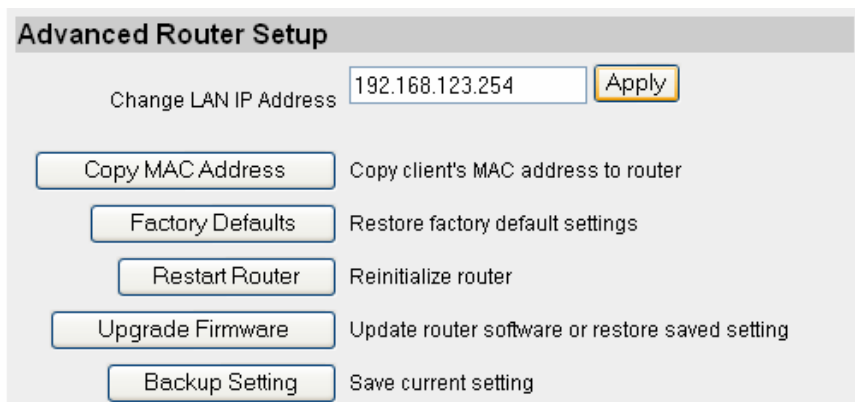 Advanced Router Setup
Change LAN IP Address 192.168.123.254 Apply
Copy MAC Address Copy client's MAC address to router
Factory Defaults Restore factory default settings
Restart Router Reinitialize router
Upgrade Firmware Update router software or restore saved setting
Backup Setting Save current setting